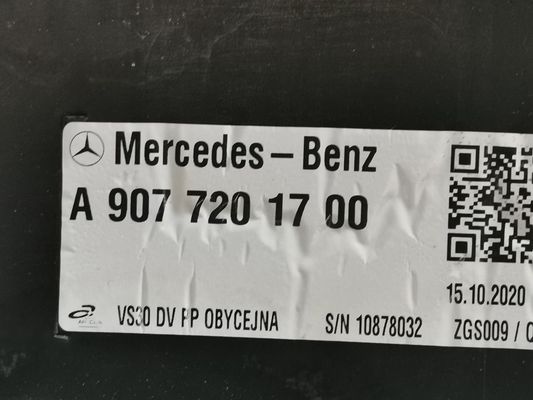 Mercedes-Benz
A 907 720 17 00
15.10.2020
VS30 DV PP OBYCEJNA S/N 10878032 ZGS009 /